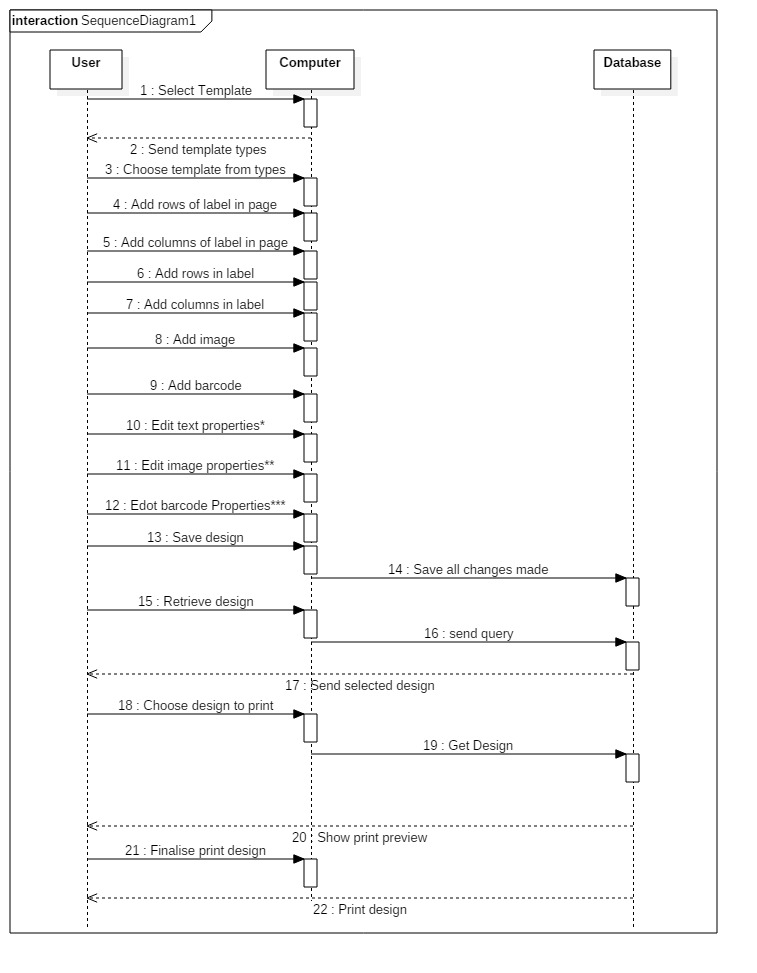 interaction SequenceDiagram1
User
Computer
Database
1 : Select Template
2 : Send template types
3 : Choose template from types
4 : Add rows of label in page
5 : Add columns of label in page
6 : Add rows in label
7 : Add columns in label
8 : Add image
9 : Add barcode
10 : Edit text properties*
11 : Edit image properties**
12 : Edot barcode Properties***
13 : Save design
14 : Save all changes made
15 : Retrieve design
16 : send query
17 : Send selected design
18 : Choose design to print
19 : Get Design
20 : Show print preview
21 : Finalise print design
22 : Print design